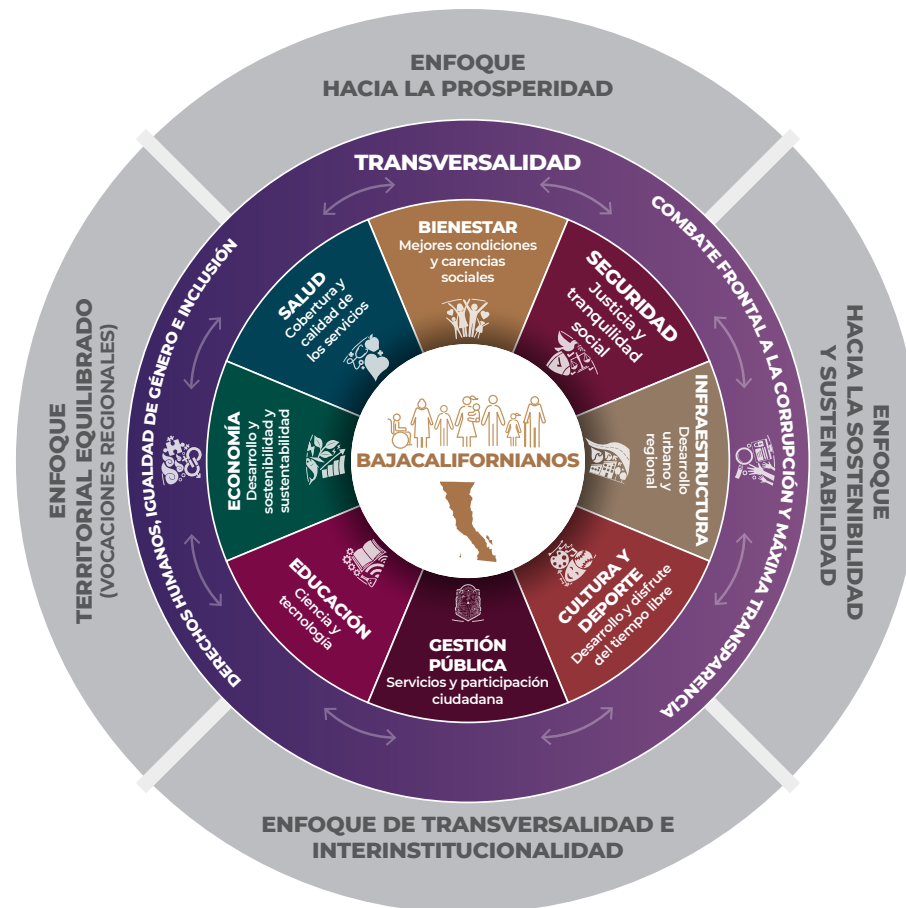 ENFOQUE
HACIA LA PROSPERIDAD
TRANSVERSALIDAD
COMBATE FRONTAL A LA CORRUPCIÓN Y MÁXIMA TRANSPARENCIA
DERECHOS HUMANOS, IGUALDAD DE GÉNERO E INCLUSIÓN
BIENESTAR
Mejores condiciones
y carencias
sociales
SEGURIDAD
Justicia y
tranquilidad
social
INFRAESTRUCTURA
Desarrollo
urbano y
regional
CULTURA Y
DEPORTE
Desarrollo y disfrute
del tiempo libre
GESTIÓN
PÚBLICA
Servicios y participación
ciudadana
EDUCACIÓN
Ciencia y
tecnología
ECONOMÍA
Desarrollo y
sostenibilidad y
sustentabilidad
SALUD
Cobertura y
calidad de
los servicios
BAJACALIFORNIANOS
ENFOQUE
HACIA LA SOSTENIBILIDAD
Y SUSTENTABILIDAD
ENFOQUE DE TRANSVERSALIDAD E
INTERINSTITUCIONALIDAD
ENFOQUE
TERRITORIAL EQUILIBRADO
(VOCACIONES REGIONALES)